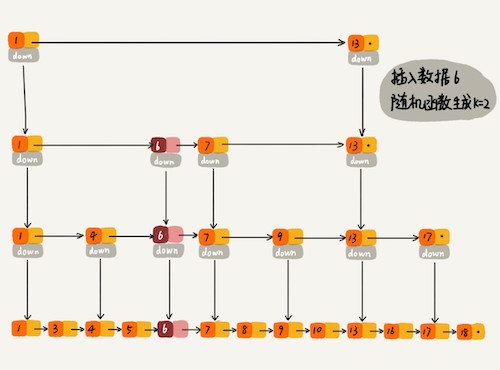 1 13
down down
插入数据6
随机函数生成k=2
1 6 7 13
down down down down
1 4 6 7 9 13 17
down down down down down down down
1 3 4 5 6 7 8 9 10 13 16 17 18